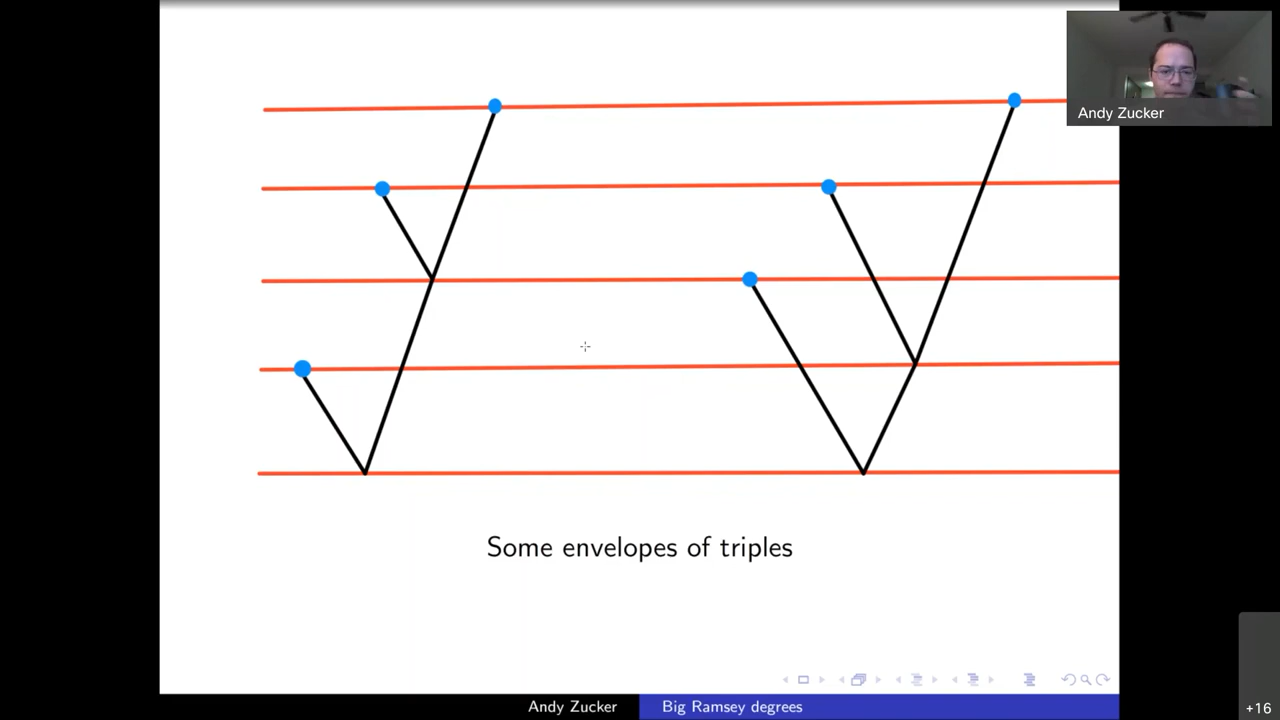 Andy Zucker
Some envelopes of triples
Andy Zucker
Big Ramsey degrees
+16